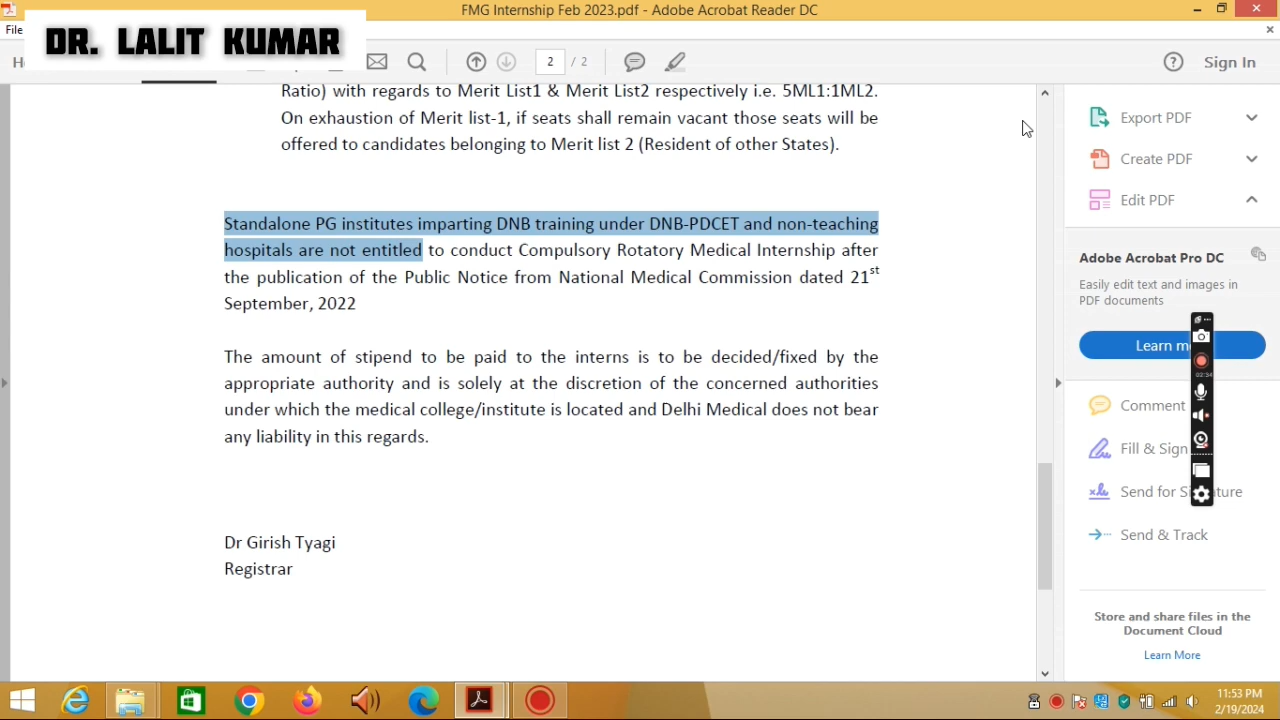 FMG Internship Feb 2023.pdf - Adobe Acrobat Reader DC
File
DR. LALIT KUMAR
2 / 2
Sign In
Ratio) with regards to Merit List1 & Merit List2 respectively i.e. 5ML1:1ML2.
On exhaustion of Merit list-1, if seats shall remain vacant those seats will be
offered to candidates belonging to Merit list 2 (Resident of other States).
Standalone PG institutes imparting DNB training under DNB-PDCET and non-teaching
hospitals are not entitled to conduct Compulsory Rotatory Medical Internship after
the publication of the Public Notice from National Medical Commission dated 21st
September, 2022
The amount of stipend to be paid to the interns is to be decided/fixed by the
appropriate authority and is solely at the discretion of the concerned authorities
under which the medical college/institute is located and Delhi Medical does not bear
any liability in this regards.
Dr Girish Tyagi
Registrar
Export PDF
Create PDF
Edit PDF
Adobe Acrobat Pro DC
Easily edit text and images in
PDF documents
Learn
02:34
Comment
Fill & Sign
Send for Signature
Send & Track
Store and share files in the
Document Cloud
Learn More
11:53 PM
2/19/2024